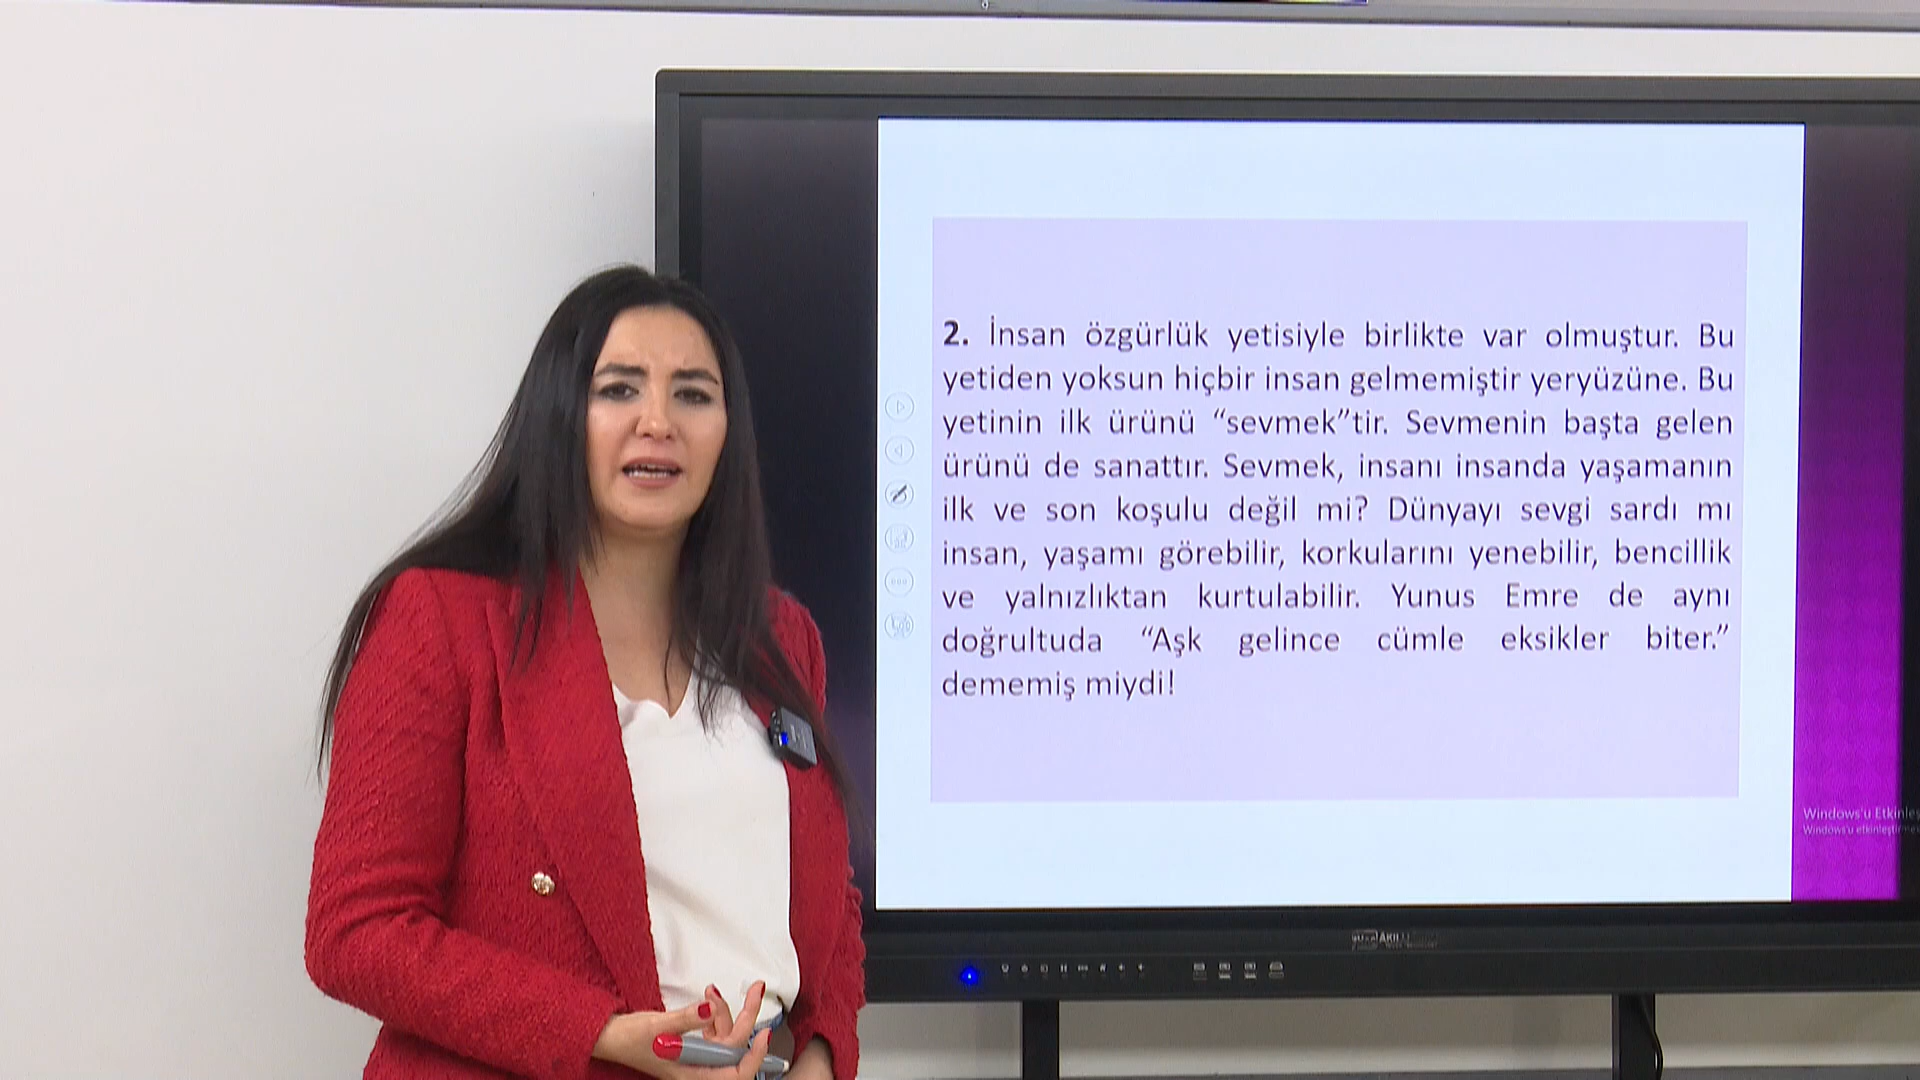 2. İnsan özgürlük yetisiyle birlikte var olmuştur. Bu
yetiden yoksun hiçbir insan gelmemiştir yeryüzüne. Bu
yetinin ilk ürünü “sevmek”tir. Sevmenin başta gelen
ürünü de sanattır. Sevmek, insanı insanda yaşamanın
ilk ve son koşulu değil mi? Dünyayı sevgi sardı mı
insan, yaşamı görebilir, korkularını yenebilir, bencillik
ve yalnızlıktan kurtulabilir. Yunus Emre de aynı
doğrultuda “Aşk gelince cümle eksikler biter.”
dememiş miydi!
Windows'u
Windows'u